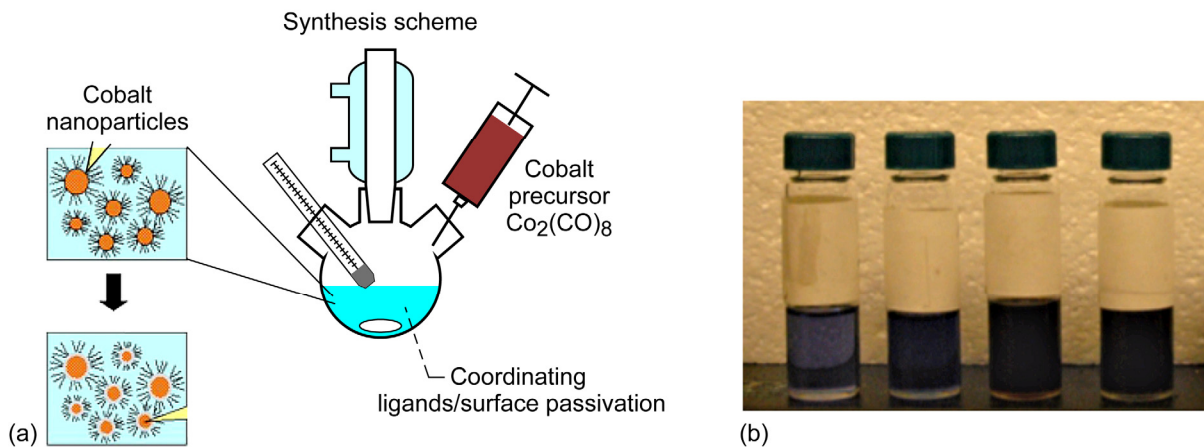 Synthesis scheme
Cobalt
nanoparticles
Cobalt
precursor
Co2(CO)8
Coordinating
ligands/surface passivation
(a)
(b)